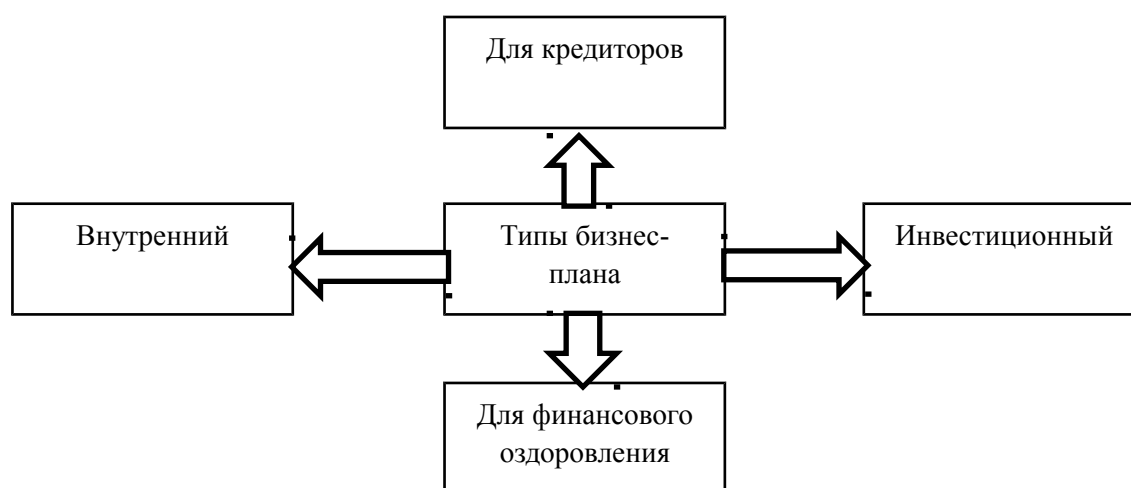 Для кредиторов
Внутренний
Типы бизнес-
плана
Инвестиционный
Для финансового
оздоровления